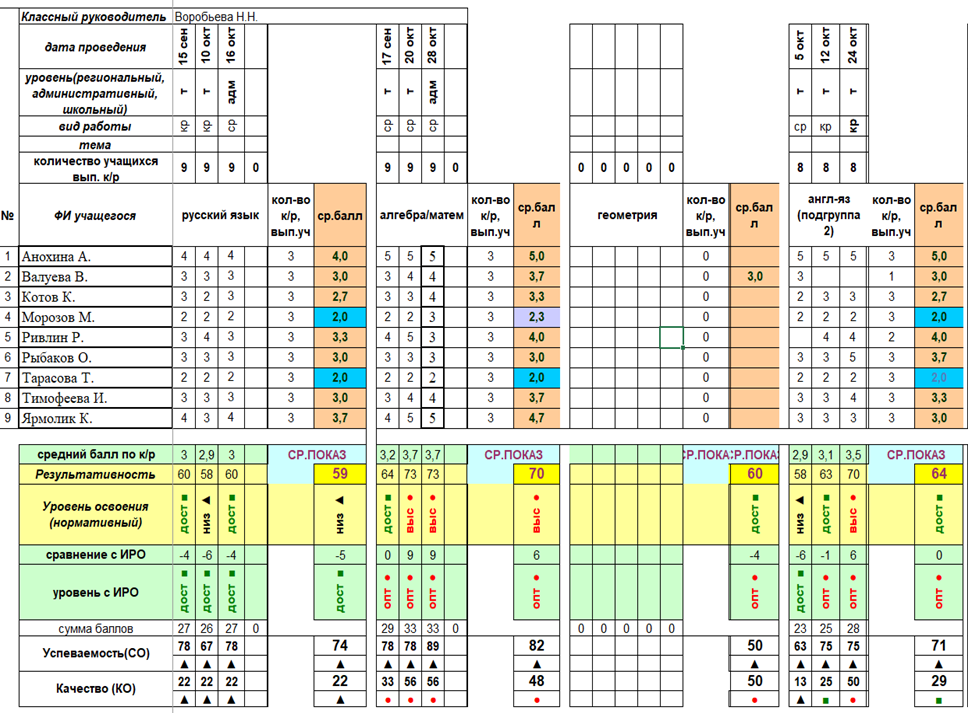 Классный руководитель Воробьева Н.Н.
дата проведения 15 сен 10 окт 16 окт 17 сен 20 окт 28 окт 5 окт 12 окт 24 окт
уровень(региональный, административный, школьный) т т адм т т адм т т т
вид работы кр кр ср ср ср ср ср кр кр
тема
количество учащихся вып. к/р 9 9 9 0 9 9 9 0 0 0 0 0 0 8 8 8
№ ФИ учащегося русский язык кол-во к/р, вып.уч ср.балл алгебра/матем кол-во к/р, вып.уч ср.балл геометрия кол-во к/р, вып.уч ср.балл англ-яз (подгруппа 2) кол-во к/р, вып.уч ср.балл
1 Анохина А. 4 4 4 3 4,0 5 5 5 3 5,0 0 5 5 5 3 5,0
2 Валуева В. 3 3 3 3 3,0 3 4 4 3 3,7 0 3,0 3 1 3,0
3 Котов К. 3 2 3 3 2,7 3 3 4 3 3,3 0 2 3 3 3 2,7
4 Морозов М. 2 2 2 3 2,0 2 2 3 3 2,3 0 2 2 2 3 2,0
5 Ривлин Р. 3 4 3 3 3,3 4 5 3 3 4,0 0 4 4 2 4,0
6 Рыбаков О. 3 3 3 3 3,0 3 3 3 3 3,0 0 3 3 5 3 3,7
7 Тарасова Т. 2 2 2 3 2,0 2 2 2 3 2,0 0 2 2 2 3 2,0
8 Тимофеева И. 3 3 3 3 3,0 3 4 4 3 3,7 0 3 3 4 3 3,3
9 Ярмолик К. 4 3 4 3 3,7 4 5 5 3 4,7 0 3 3 3 3 3,0
средний балл по к/р 3 2,9 3 СР.ПОКАЗ 3,2 3,7 3,7 СР.ПОКАЗ СР.ПОКАЗ СР.ПОКАЗ 2,9 3,1 3,5 СР.ПОКАЗ
Результативность 60 58 60 59 64 73 73 70 60 58 63 70 64
Уровень освоения (нормативный) дост ■ низ ▲ дост ■ низ ▲ дост ■ выс ● выс ● выс ● дост ■ низ ▲ дост ■ выс ● дост ■
сравнение с ИРО -4 -6 -4 -5 0 9 9 6 -4 -6 -1 6 0
уровень с ИРО дост ■ дост ■ дост ■ дост ■ опт ● опт ● опт ● опт ● опт ● дост ■ опт ● опт ● опт ●
сумма баллов 27 26 27 0 29 33 33 0 0 0 0 0 0 23 25 28
Успеваемость(СО) 78 67 78 74 78 78 89 82 50 63 75 75 71
▲ ▲ ▲ ▲ ▲ ▲ ▲ ▲ ▲ ▲ ▲ ▲ ▲
Качество (КО) 22 22 22 22 33 56 56 48 50 13 25 50 29
▲ ▲ ▲ ▲ ● ● ● ● ● ▲ ■ ● ■